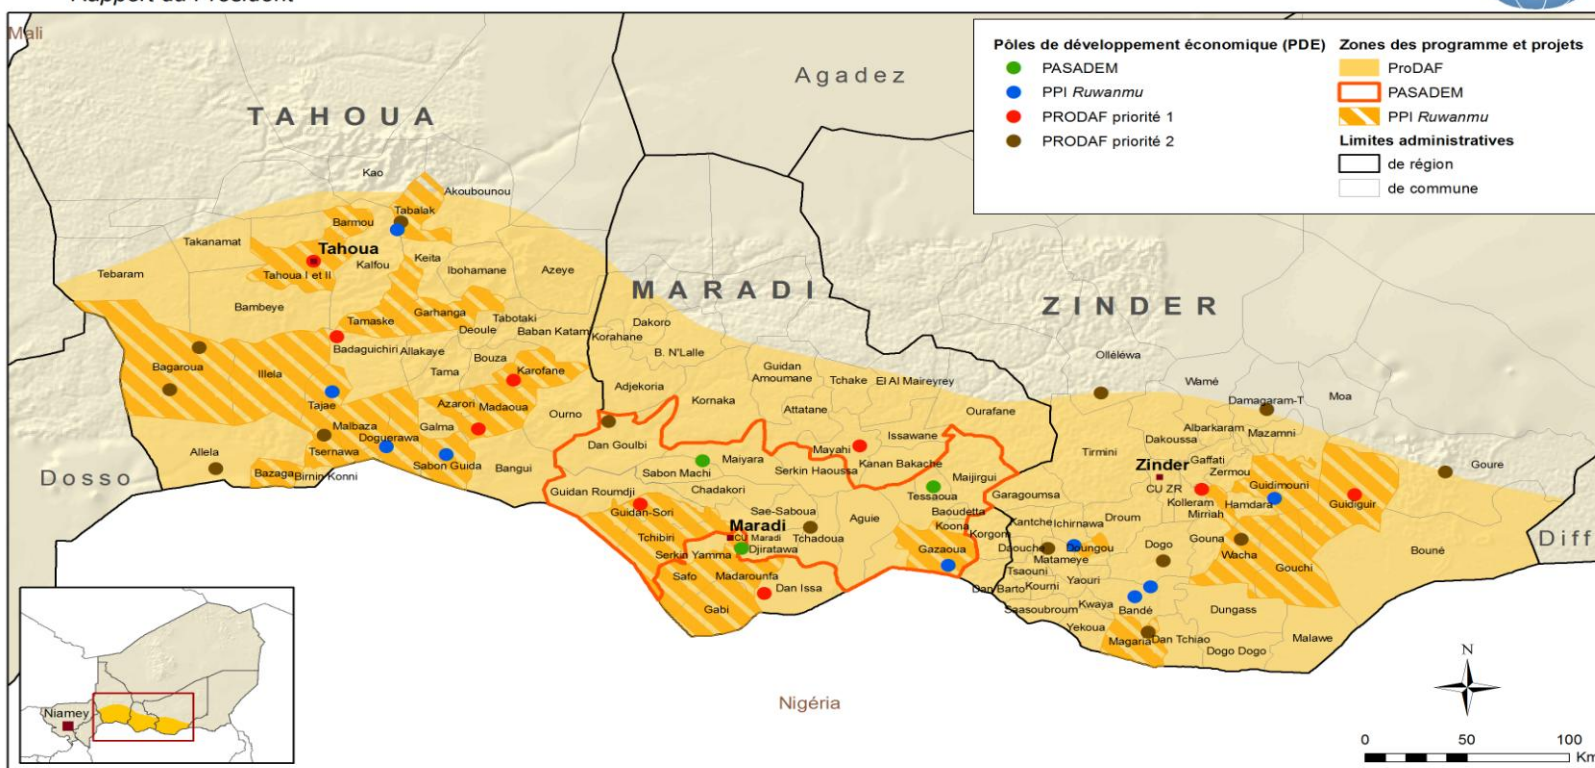 Rapport du Président
Mali
Agadez
TAHOUA
MARADI
ZINDER
Dosso
Diff
Nigéria
Pôles de développement économique (PDE)
PASADEM
PPI Ruwanmu
PRODAF priorité 1
PRODAF priorité 2
Zones des programme et projets
ProDAF
PASADEM
PPI Ruwanmu
Limites administratives
de région
de commune
Kao
Akoubounou
Tabalak
Barmou
Takanamat
Tahoua
Keita
Kalfou
Ibohamane
Azeye
Tebaram
Tahoua I et II
Bambeye
Garhanga
Tamaske
Tabotaki
Deoule
Baban Katam
Korahane
Badaguichiri
Allakaye
Bouza
Bagaroua
Illela
Tama
Karofane
Tajae
Azarori
Madaoua
Ourno
Malbaza
Galma
Doguerawa
Allela
Tsernawa
Sabon Guida
Bangui
Bazaga
Birnin Konni
Dakoro
B. N'Lalle
Guidan
Amoumane
Tchake
El Al Maireyrey
Adjekoria
Kornaka
Attatane
Ourafane
Dan Goulbi
Mayahi
Issawane
Maiyara
Kanan Bakache
Sabon Machi
Serkin Haoussa
Maijirgui
Guidan Roumdji
Chadakori
Tessaoua
Garagoumsa
Guidan-Sori
Sae-Saboua
Aguie
Baoudetta
Maradi
Koona
Tchibiri
CU Maradi
Tchadoua
Korgom
Serkin Yamma
Djiratawa
Gazaoua
Safo
Madarounfa
Dan Issa
Gabi
Olléléwa
Wamé
Damagaram-T
Moa
Albarkaram
Mazamni
Dakoussa
Tirmini
Gaffati
Goure
Zinder
Zermou
CU ZR
Guidimouni
Kolleram
Hamdara
Guidiguir
Mirriah
Kantche
Ichirnawa
Droum
Gouna
Daouche
Doungou
Dogo
Wacha
Bouné
Matameye
Gouchi
Tsaouni
Yaouri
Dan Barto
Kourni
Kwaya
Bandé
Dungass
Saasoubroum
Yekoua
Magaria
Dan Tchiao
Malawe
Dogo Dogo
Niamey
N
0 50 100
Km